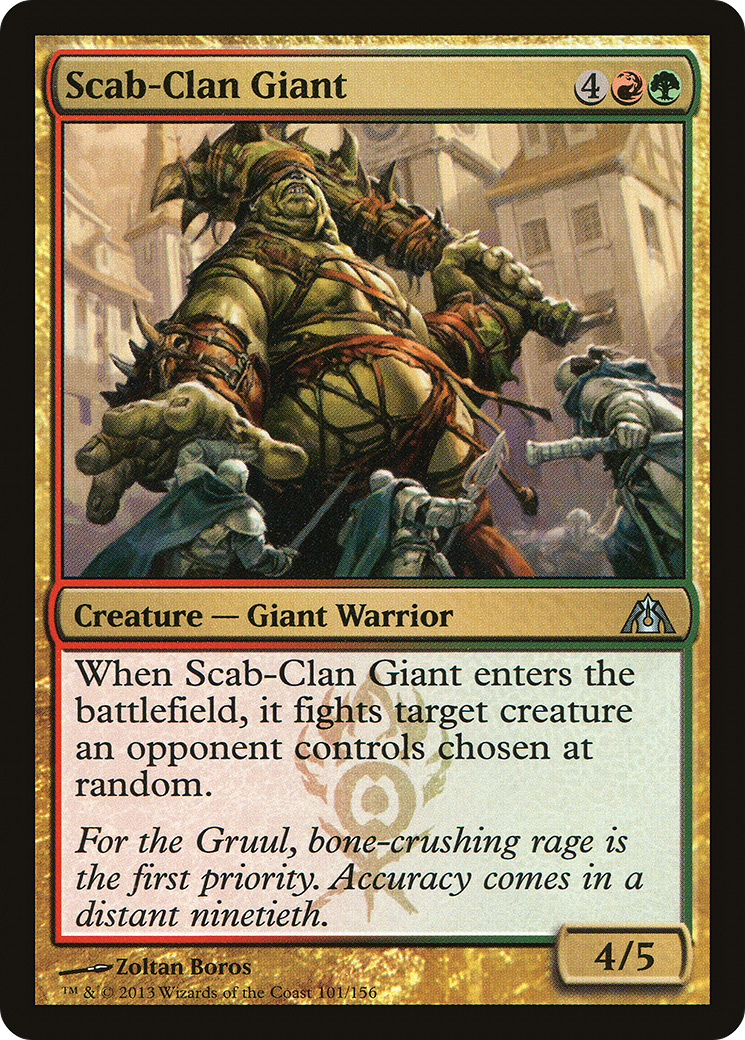 Scab-Clan Giant 4
Creature — Giant Warrior
When Scab-Clan Giant enters the
battlefield, it fights target creature
an opponent controls chosen at
random.
For the Gruul, bone-crushing rage is
the first priority. Accuracy comes in a
distant ninetieth.
4/5
Zoltan Boros
™ & © 2013 Wizards of the Coast 101/156